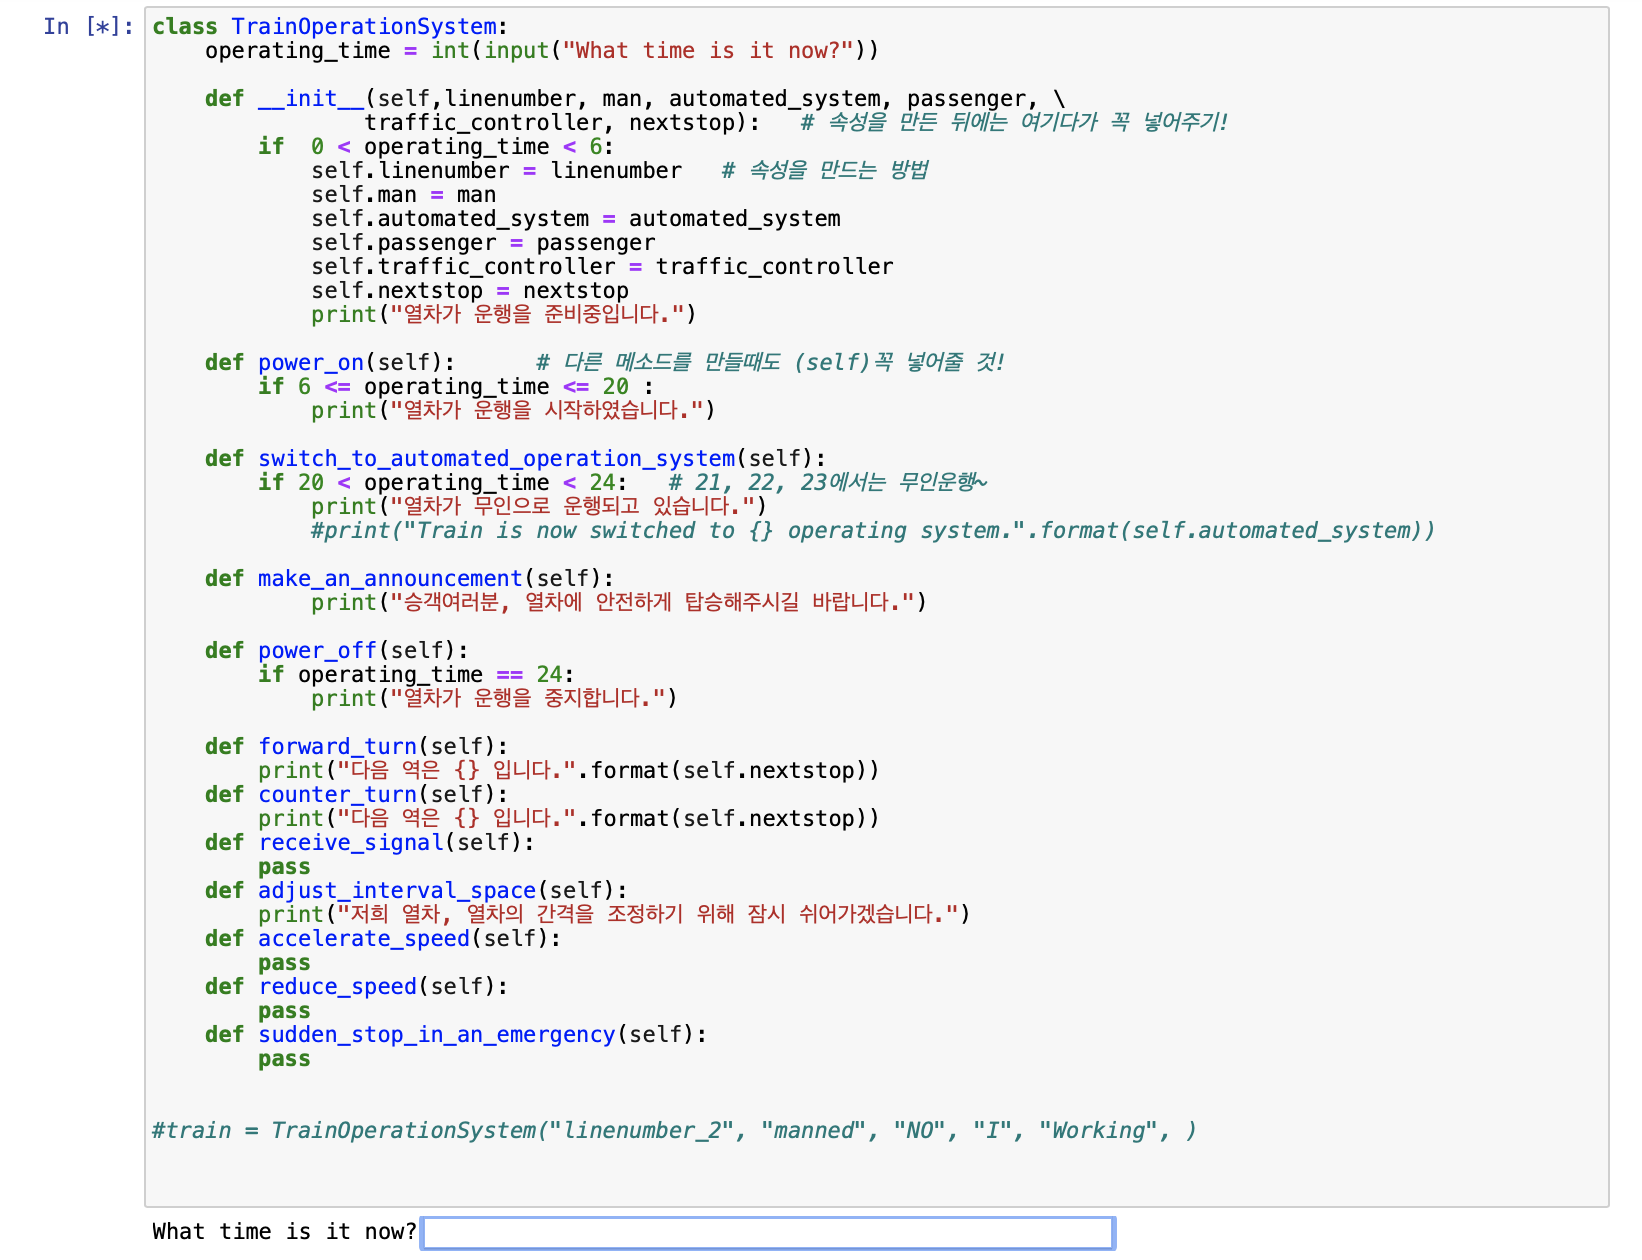 In [*]:
class TrainOperationSystem:
    operating_time = int(input("What time is it now?"))

    def __init__(self,linenumber, man, automated_system, passenger, \
                traffic_controller, nextstop):   # 속성을 만든 뒤에는 여기다가 꼭 넣어주기!
        if  0 < operating_time < 6:
            self.linenumber = linenumber   # 속성을 만드는 방법
            self.man = man
            self.automated_system = automated_system
            self.passenger = passenger
            self.traffic_controller = traffic_controller
            self.nextstop = nextstop
            print("열차가 운행을 준비중입니다.")

    def power_on(self):      # 다른 메소드를 만들때도 (self)꼭 넣어줄 것!
        if 6 <= operating_time <= 20 :
            print("열차가 운행을 시작하였습니다.")

    def switch_to_automated_operation_system(self):
        if 20 < operating_time < 24:   # 21, 22, 23에서는 무인운행~
            print("열차가 무인으로 운행되고 있습니다.")
            #print("Train is now switched to {} operating system.".format(self.automated_system))

    def make_an_announcement(self):
            print("승객여러분, 열차에 안전하게 탑승해주시길 바랍니다.")

    def power_off(self):
        if operating_time == 24:
            print("열차가 운행을 중지합니다.")

    def forward_turn(self):
        print("다음 역은 {} 입니다.".format(self.nextstop))
    def counter_turn(self):
        print("다음 역은 {} 입니다.".format(self.nextstop))
    def receive_signal(self):
        pass
    def adjust_interval_space(self):
        print("저희 열차, 열차의 간격을 조정하기 위해 잠시 쉬어가겠습니다.")
    def accelerate_speed(self):
        pass
    def reduce_speed(self):
        pass
    def sudden_stop_in_an_emergency(self):
        pass


#train = TrainOperationSystem("linenumber_2", "manned", "NO", "I", "Working", )
What time is it now?